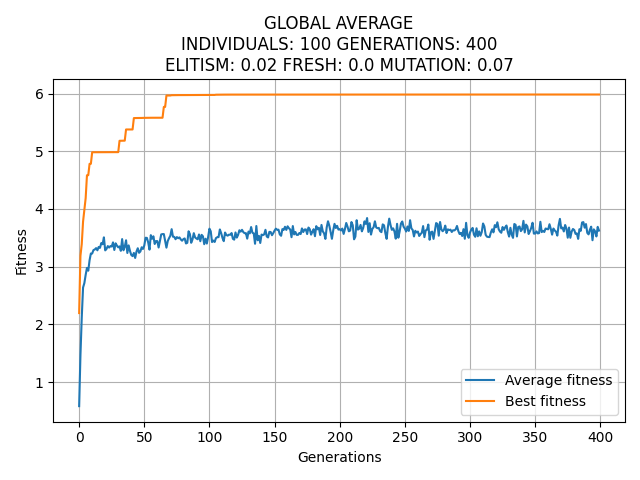 GLOBAL AVERAGE
INDIVIDUALS: 100 GENERATIONS: 400
ELITISM: 0.02 FRESH: 0.0 MUTATION: 0.07
6
5
4
3
2
1
Fitness
Average fitness
Best fitness
0 50 100 150 200 250 300 350 400
Generations